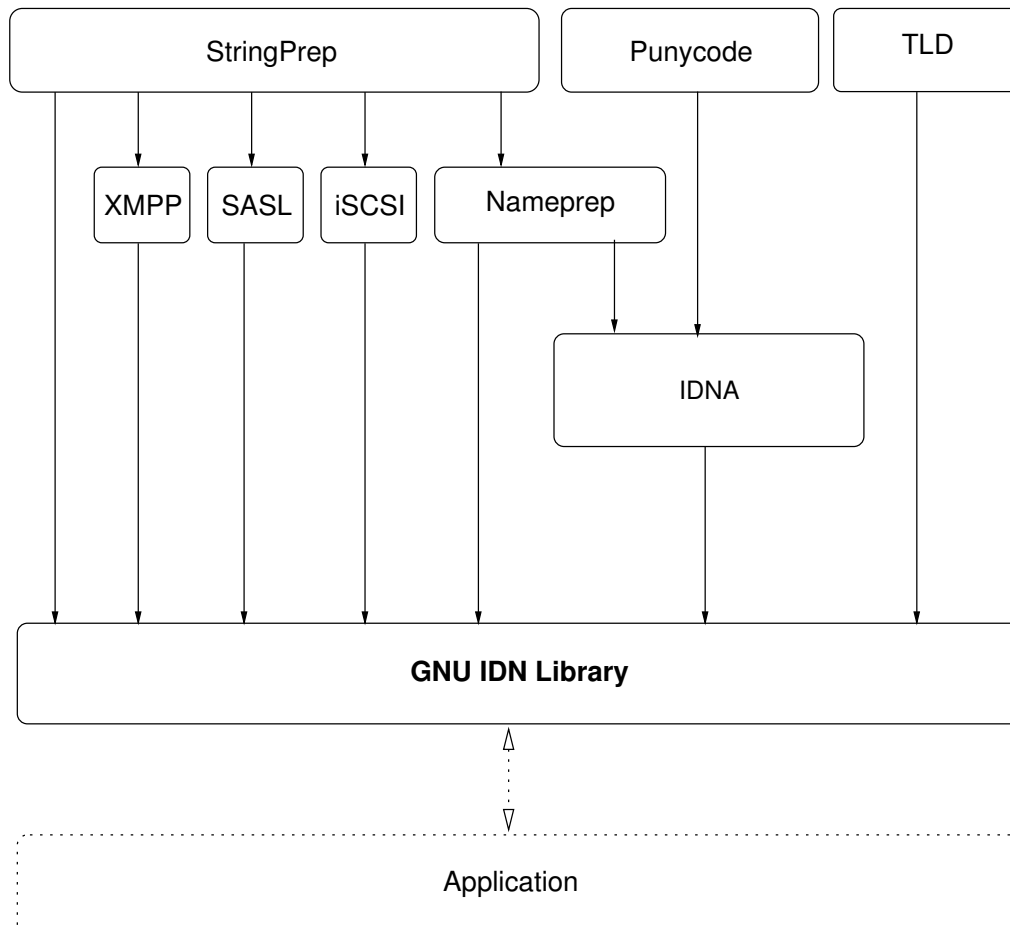 StringPrep
Punycode
TLD
XMPP
SASL
iSCSI
Nameprep
IDNA
GNU IDN Library
Application